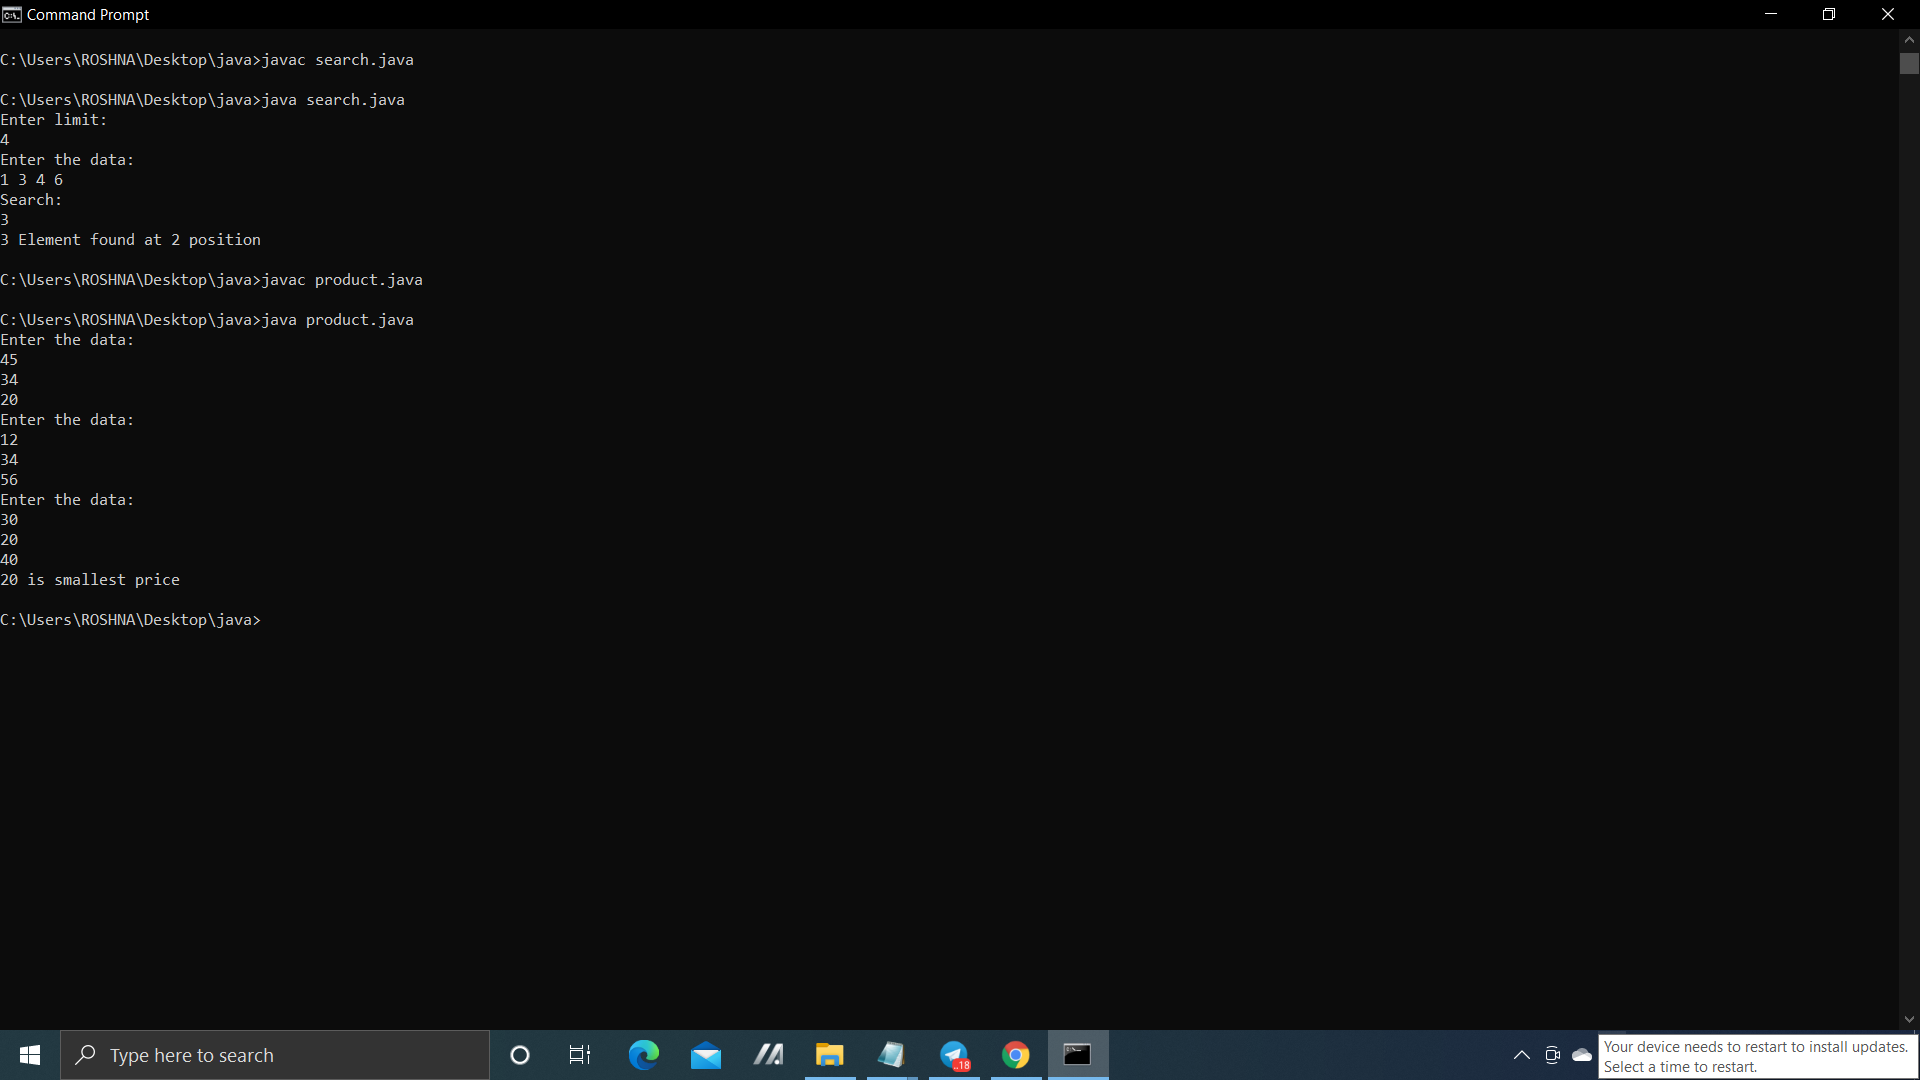 Command Prompt
C:\Users\ROSHNA\Desktop\java>javac search.java
C:\Users\ROSHNA\Desktop\java>java search.java
Enter limit:
4
Enter the data:
1 3 4 6
Search:
3
3 Element found at 2 position
C:\Users\ROSHNA\Desktop\java>javac product.java
C:\Users\ROSHNA\Desktop\java>java product.java
Enter the data:
45
34
20
Enter the data:
12
34
56
Enter the data:
30
20
40
20 is smallest price
C:\Users\ROSHNA\Desktop\java>
Type here to search
..18
Your device needs to restart to install updates.
Select a time to restart.